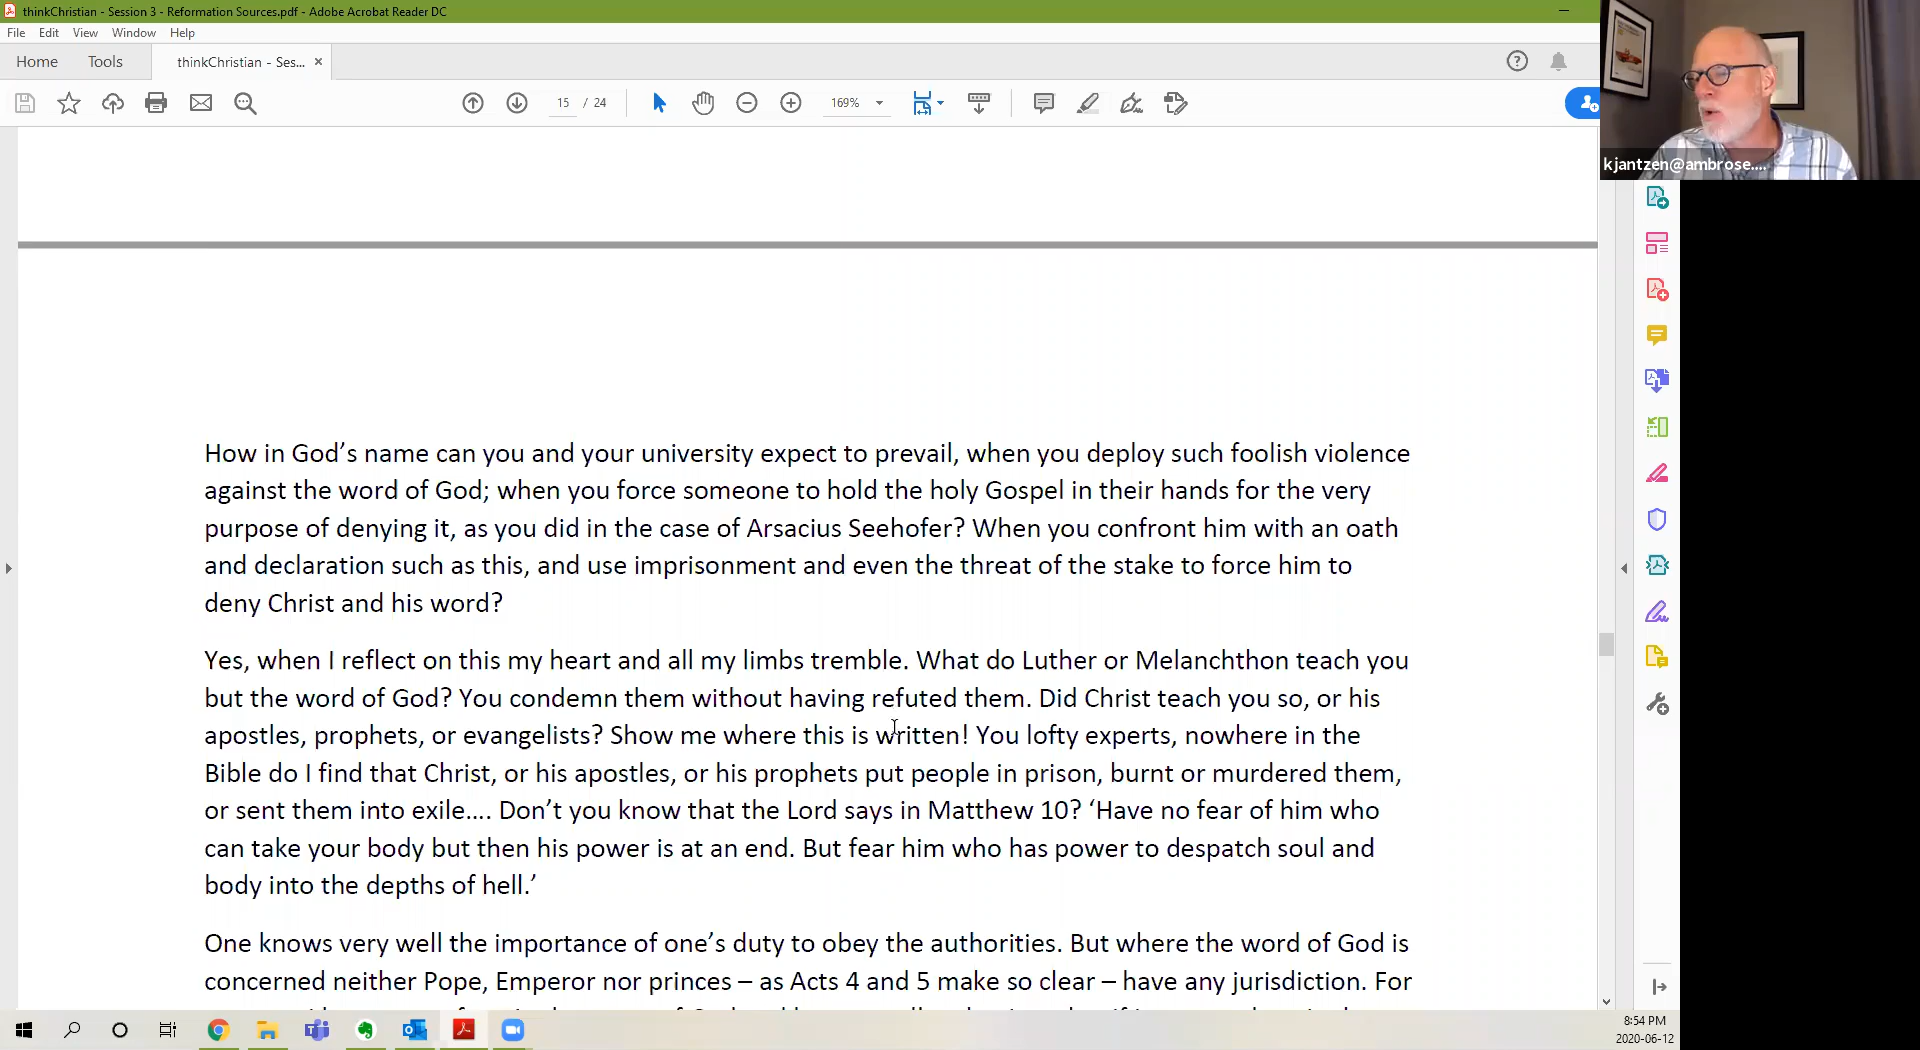 thinkChristian - Session 3 - Reformation Sources.pdf - Adobe Acrobat Reader DC
File Edit View Window Help
Home Tools thinkChristian - Ses... ×
15 / 24 169%
kjantzen@ambrose....
How in God’s name can you and your university expect to prevail, when you deploy such foolish violence
against the word of God; when you force someone to hold the holy Gospel in their hands for the very
purpose of denying it, as you did in the case of Arsacius Seehofer? When you confront him with an oath
and declaration such as this, and use imprisonment and even the threat of the stake to force him to
deny Christ and his word?
Yes, when I reflect on this my heart and all my limbs tremble. What do Luther or Melanchthon teach you
but the word of God? You condemn them without having refuted them. Did Christ teach you so, or his
apostles, prophets, or evangelists? Show me where this is written! You lofty experts, nowhere in the
Bible do I find that Christ, or his apostles, or his prophets put people in prison, burnt or murdered them,
or sent them into exile…. Don’t you know that the Lord says in Matthew 10? ‘Have no fear of him who
can take your body but then his power is at an end. But fear him who has power to despatch soul and
body into the depths of hell.’
One knows very well the importance of one’s duty to obey the authorities. But where the word of God is
concerned neither Pope, Emperor nor princes – as Acts 4 and 5 make so clear – have any jurisdiction. For
8:54 PM
2020-06-12